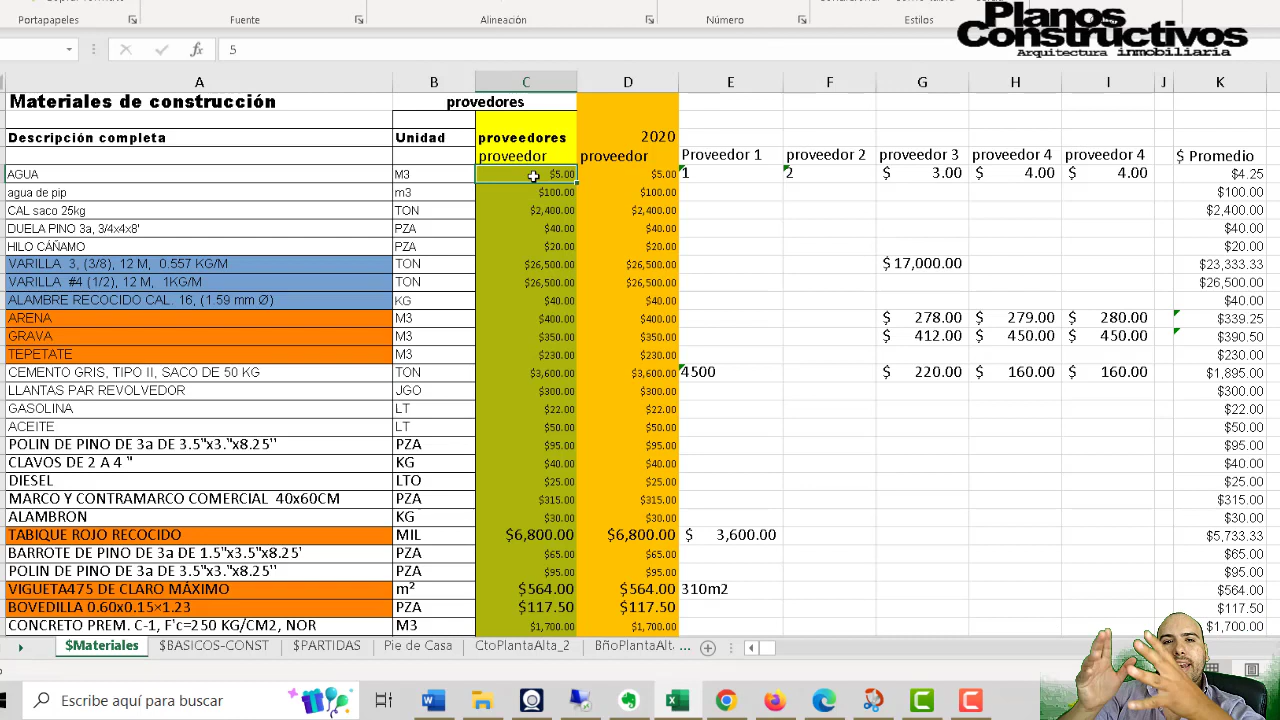 Portapapeles Fuente Alineación Número Estilos
Planos
Constructivos
Arquitectura inmobiliaria
fx 5
A B C D E F G H I J K
Materiales de construcción provedores
Descripción completa Unidad proveedores 2020
proveedor proveedor Proveedor 1 proveedor 2 proveedor 3 proveedor 4 proveedor 4 $ Promedio
AGUA M3 $5.00 $5.00 1 2 $ 3.00 $ 4.00 $ 4.00 $4.25
agua de pip m3 $100.00 $100.00 $100.00
CAL saco 25kg TON $2,400.00 $2,400.00 $2,400.00
DUELA PINO 3a, 3/4x4x8' PZA $40.00 $40.00 $40.00
HILO CÁÑAMO PZA $20.00 $20.00 $20.00
VARILLA 3, (3/8), 12 M, 0.557 KG/M TON $26,500.00 $26,500.00 $17,000.00 $23,333.33
VARILLA #4 (1/2), 12 M, 1KG/M TON $26,500.00 $26,500.00 $26,500.00
ALAMBRE RECOCIDO CAL. 16, (1.59 mm Ø) KG $40.00 $40.00 $40.00
ARENA M3 $400.00 $400.00 $ 278.00 $ 279.00 $ 280.00 $339.25
GRAVA M3 $350.00 $350.00 $ 412.00 $ 450.00 $ 450.00 $390.50
TEPETATE M3 $230.00 $230.00 $230.00
CEMENTO GRIS, TIPO II, SACO DE 50 KG TON $3,600.00 $3,600.00 4500 $ 220.00 $ 160.00 $ 160.00 $1,895.00
LLANTAS PAR REVOLVEDOR JGO $300.00 $300.00 $300.00
GASOLINA LT $22.00 $22.00 $22.00
ACEITE LT $50.00 $50.00 $50.00
POLIN DE PINO DE 3a DE 3.5"x3."x8.25'' PZA $95.00 $95.00 $95.00
CLAVOS DE 2 A 4 " KG $40.00 $40.00 $40.00
DIESEL LTO $25.00 $25.00 $25.00
MARCO Y CONTRAMARCO COMERCIAL 40x60CM PZA $315.00 $315.00 $315.00
ALAMBRON KG $30.00 $30.00 $30.00
TABIQUE ROJO RECOCIDO MIL $6,800.00 $6,800.00 $ 3,600.00 $5,733.33
BARROTE DE PINO DE 3a DE 1.5"x3.5"x8.25' PZA $65.00 $65.00 $65.00
POLIN DE PINO DE 3a DE 3.5"x3.5"x8.25'' PZA $95.00 $95.00 $95.00
VIGUETA475 DE CLARO MÁXIMO m² $564.00 $564.00 310m2 $564.00
BOVEDILLA 0.60x0.15×1.23 PZA $117.50 $117.50 $117.50
CONCRETO PREM. C-1, F'c=250 KG/CM2, NOR M3 $1,700.00 $1,700.00 $1,700.00
$Materiales $BASICOS-CONST $PARTIDAS Pie de Casa CtoPlantaAlta_2 BñoPlantaAlt ...
Escribe aquí para buscar